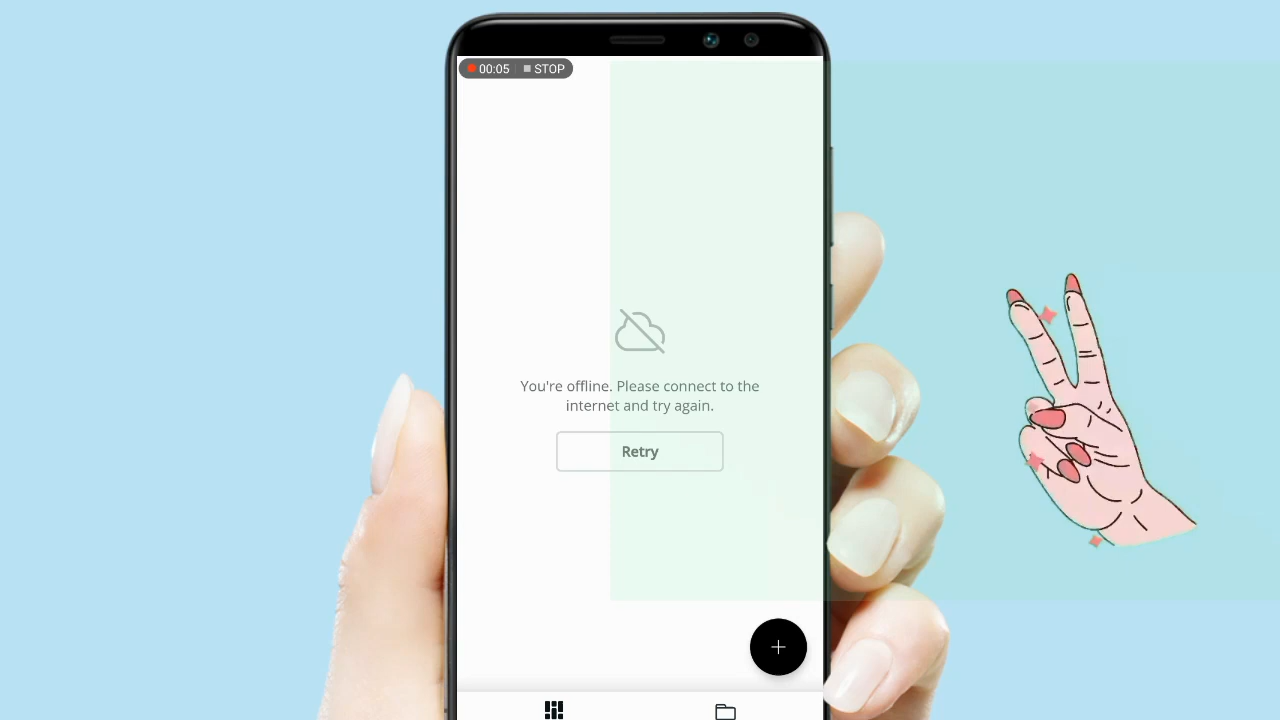 00:05 STOP
You're offline. Please connect to the
internet and try again.
Retry